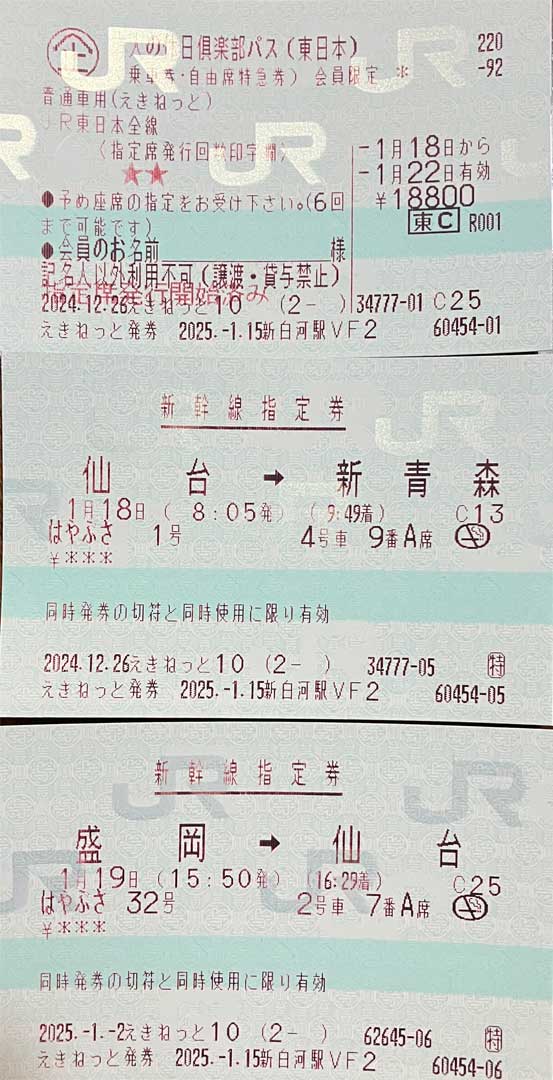 人の休日倶楽部パス（東日本） 220
乗車券・自由席特急券） 会員限定 * -92
普通車用(えきねっと)
JR東日本全線
〈指定席発行回数印字欄〉 -1月18日から
★★ -1月22日有効
￥18800
●予め座席の指定をお受け下さい。(6回
まで可能です) 東C R001
●会員のお名前 様
記名人以外利用不可（譲渡・貸与禁止）
指定席発行開始済み
2024.12.26えきねっと10 (2- ) 34777-01 C25
えきねっと発券 2025.-1.15新白河駅VF2 60454-01
JR
新幹線指定券
仙台 → 新青森
1月18日 ( 8:05発) ( 9:49着) C13
はやぶさ 1号 4号車 9番A席
￥***
同時発券の切符と同時使用に限り有効
2024.12.26えきねっと10 (2- ) 34777-05 特
えきねっと発券 2025.-1.15新白河駅VF2 60454-05
新幹線指定券
盛岡 → 仙台
1月19日 (15:50発) (16:29着) C25
はやぶさ 32号 2号車 7番A席
￥***
同時発券の切符と同時使用に限り有効
2025.-1.-2えきねっと10 (2- ) 62645-06 特
えきねっと発券 2025.-1.15新白河駅VF2 60454-06